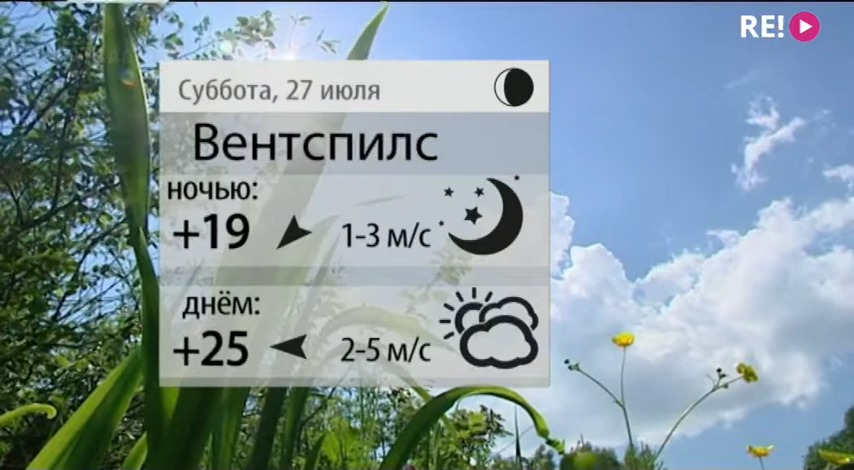 RE!
Суббота, 27 июля
Вентспилс
ночью:
+19 1-3 м/с
днём:
+25 2-5 м/с